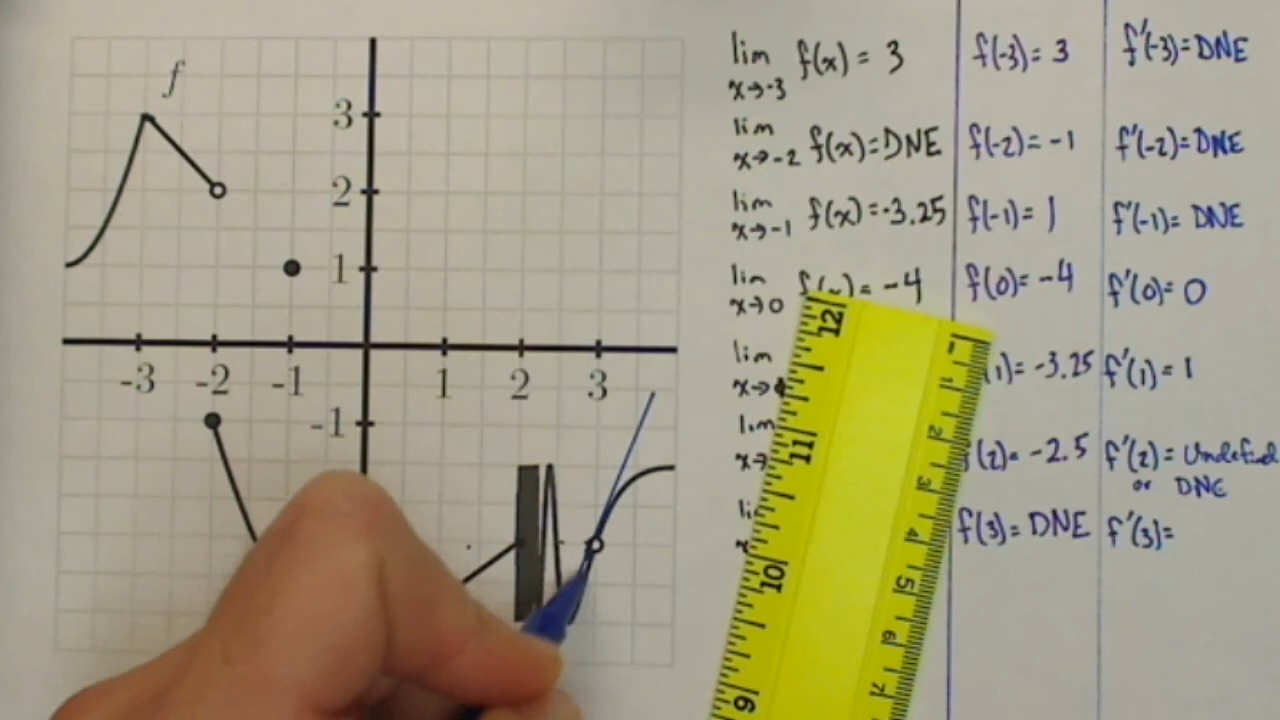 f
3
2
1
-3 -2 -1 1 2 3
-1
lim f(x) = 3 f(-3) = 3 f'(-3) = DNE
x→-3
lim f(x) = DNE f(-2) = -1 f'(-2) = DNE
x→-2
lim f(x) = -3.25 f(-1) = 1 f'(-1) = DNE
x→-1
lim = -4 f(0) = -4 f'(0) = 0
x→0
lim (1) = -3.25 f'(1) = 1
x→
lim (2) = -2.5 f'(2) = Undefined
x→ or DNE
f(3) = DNE f'(3) =
12
11
10
9
1
2
3
4
5
6
7